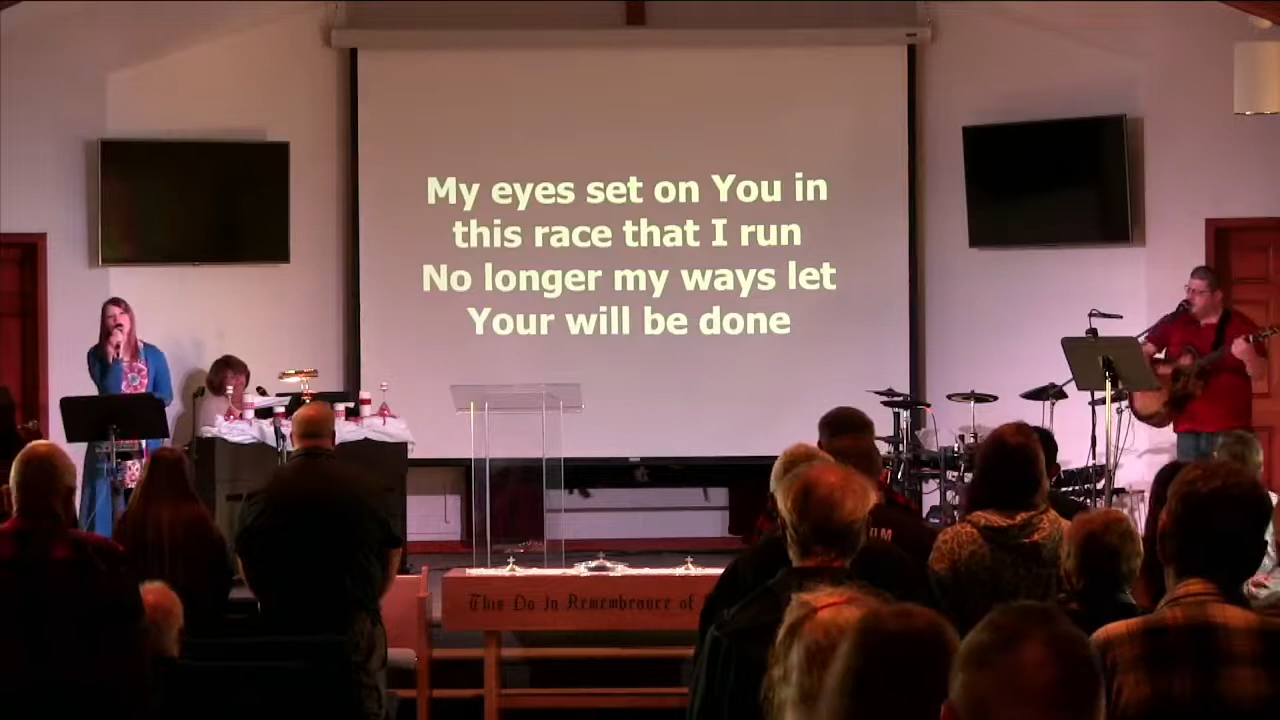 My eyes set on You in
this race that I run
No longer my ways let
Your will be done
This Do In Remembrance of